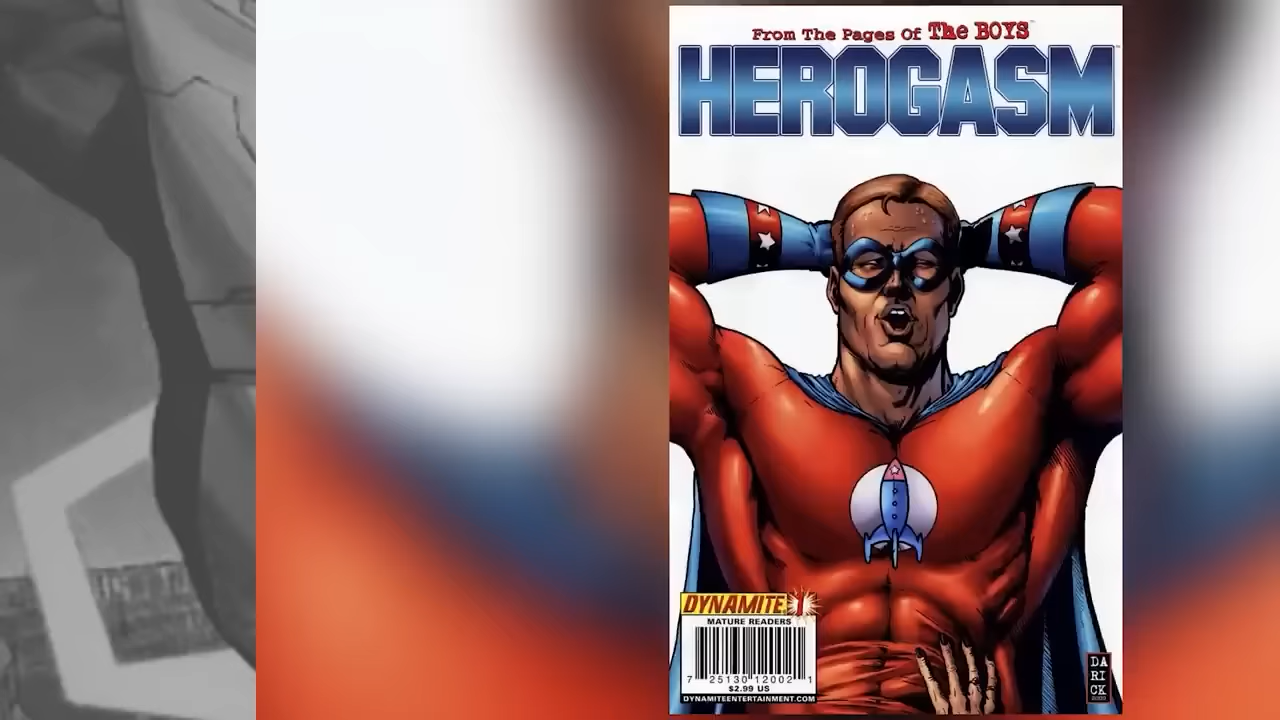 From The Pages Of The BOYS
HEROGASM
DYNAMITE. 1
MATURE READERS
7 25130 12002 1
$2.99 US
DYNAMITEENTERTAINMENT.COM
DA
RI
CK